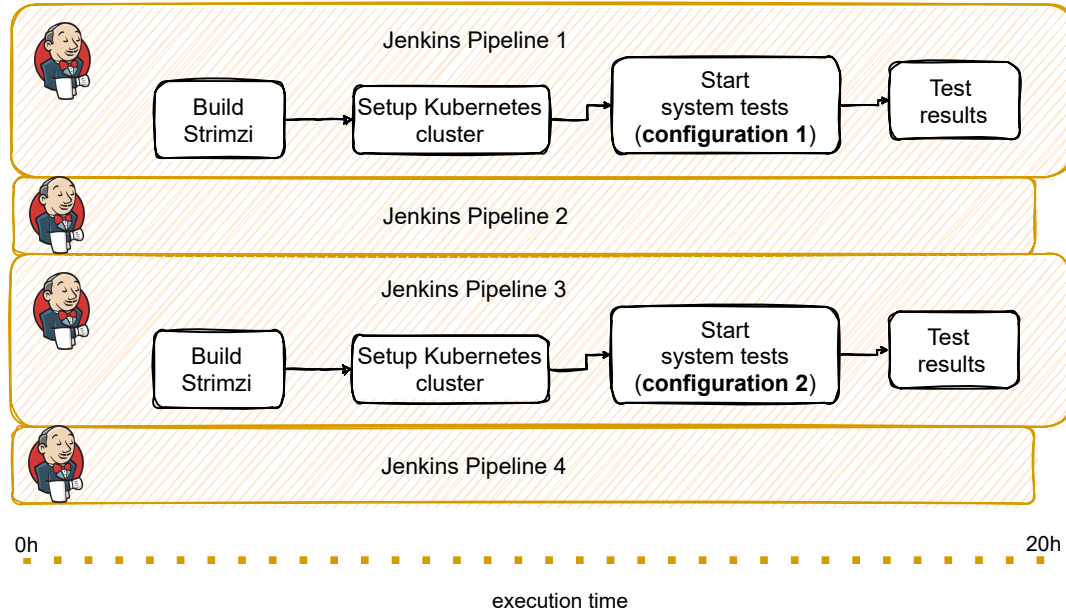 Jenkins Pipeline 1
Build
Strimzi
Setup Kubernetes
cluster
Start
system tests
(configuration 1)
Test
results
Jenkins Pipeline 2
Jenkins Pipeline 3
Build
Strimzi
Setup Kubernetes
cluster
Start
system tests
(configuration 2)
Test
results
Jenkins Pipeline 4
0h
20h
execution time